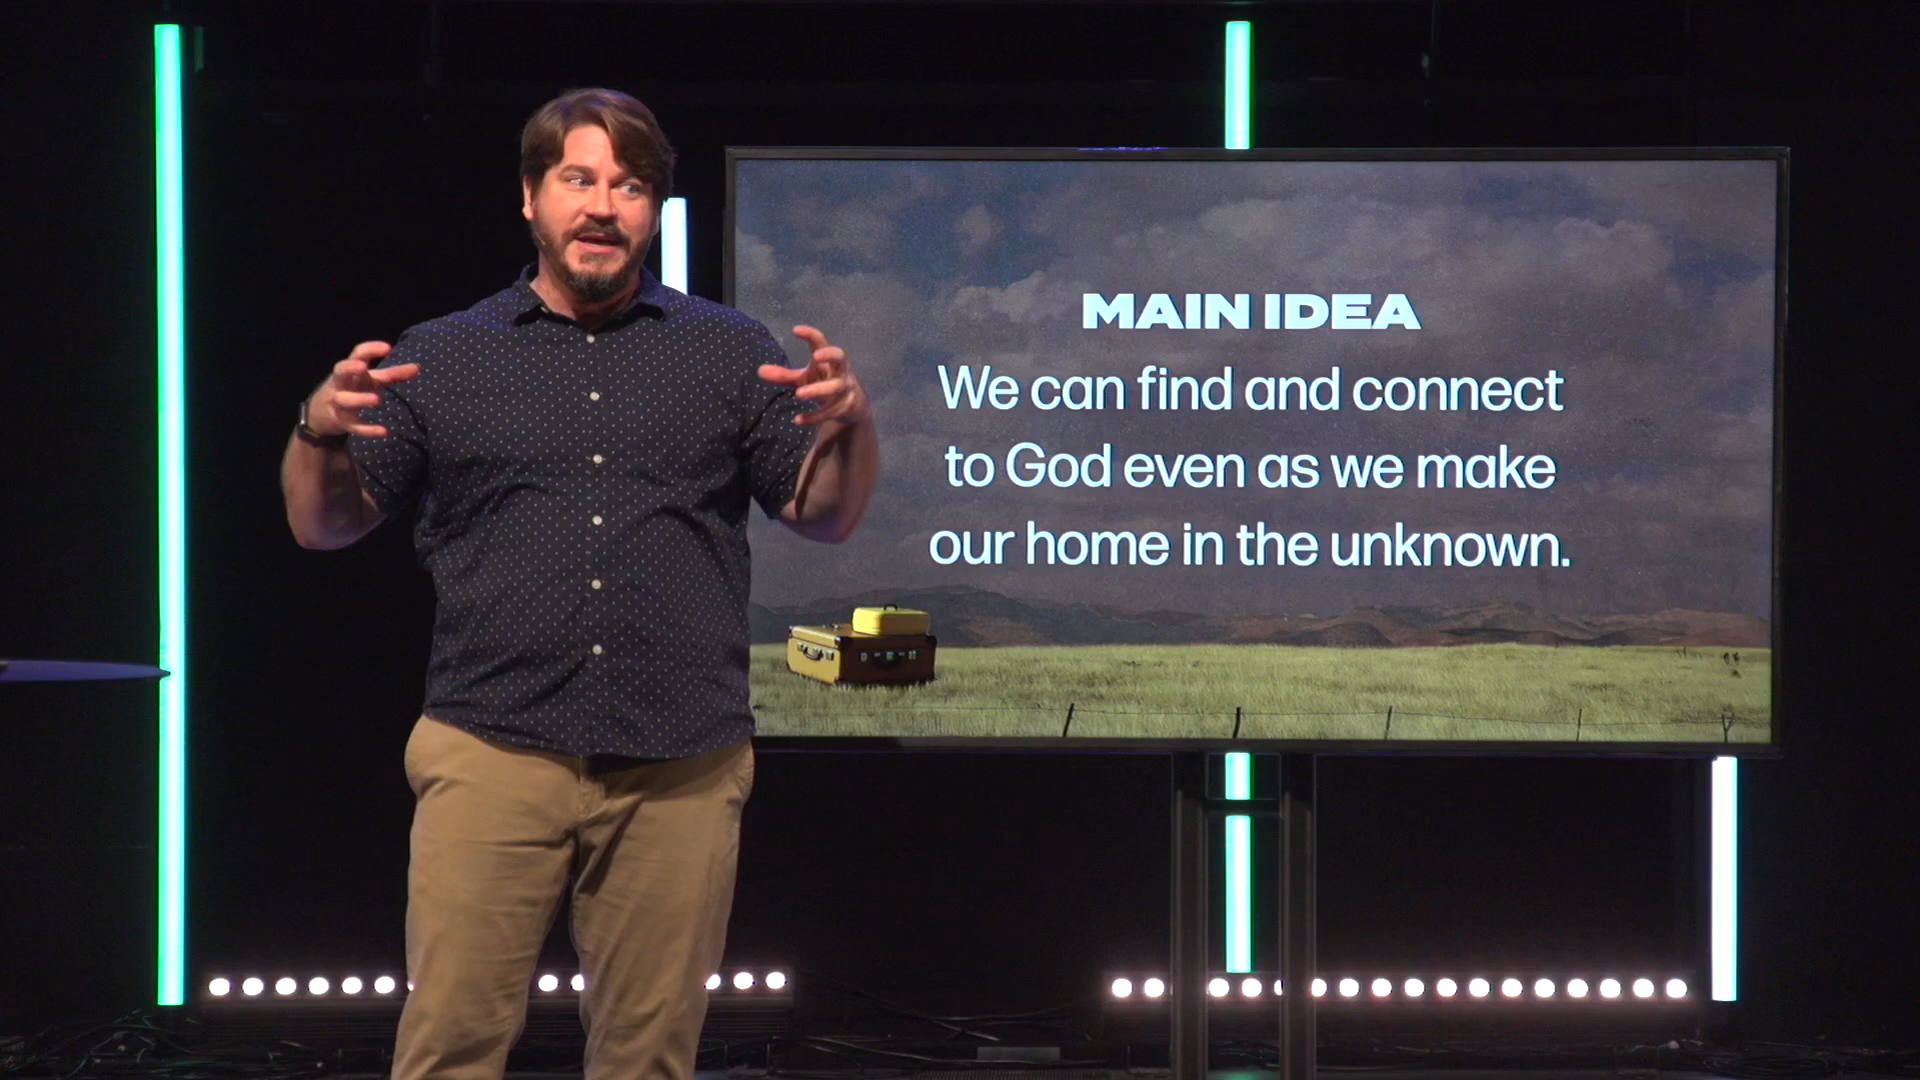 MAIN IDEA
We can find and connect
to God even as we make
our home in the unknown.